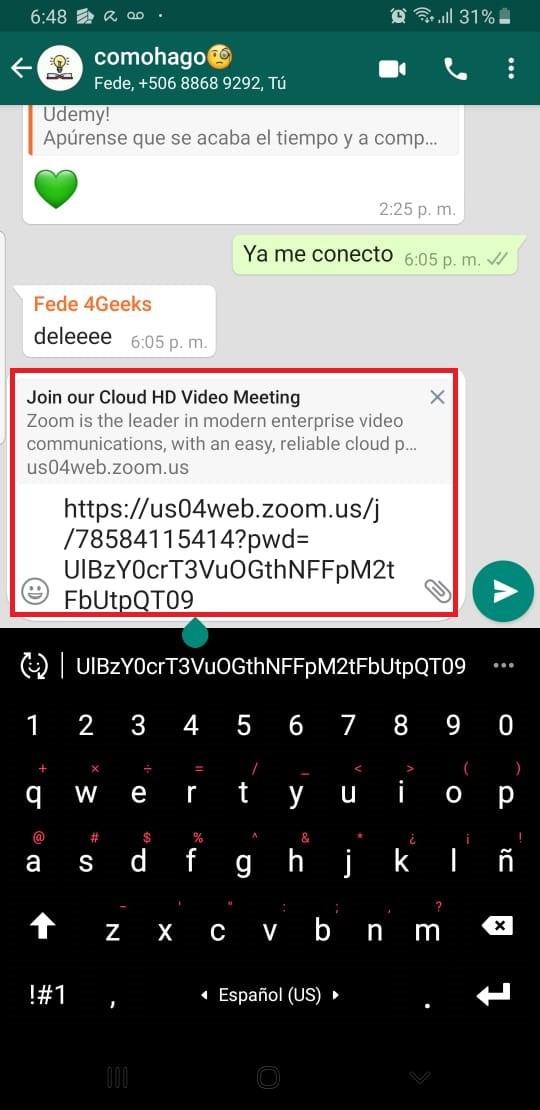 6:48
31%
comohago
Fede, +506 8868 9292, Tú
Udemy!
Apúrense que se acaba el tiempo y a comp...
2:25 p. m.
Ya me conecto 6:05 p. m.
Fede 4Geeks
deleeee 6:05 p. m.
Join our Cloud HD Video Meeting
Zoom is the leader in modern enterprise video
communications, with an easy, reliable cloud p...
us04web.zoom.us
https://us04web.zoom.us/j
/78584115414?pwd=
UlBzY0crT3VuOGthNFFpM2t
FbUtpQT09
UlBzY0crT3VuOGthNFFpM2tFbUtpQT09
1 2 3 4 5 6 7 8 9 0
+ × ÷ = / _ < > ( )
q w e r t y u i o p
@ # $ % ^ & * ¿ ¡ !
a s d f g h j k l ñ
- ' " : ; , ?
z x c v b n m
!#1 , Español (US) .